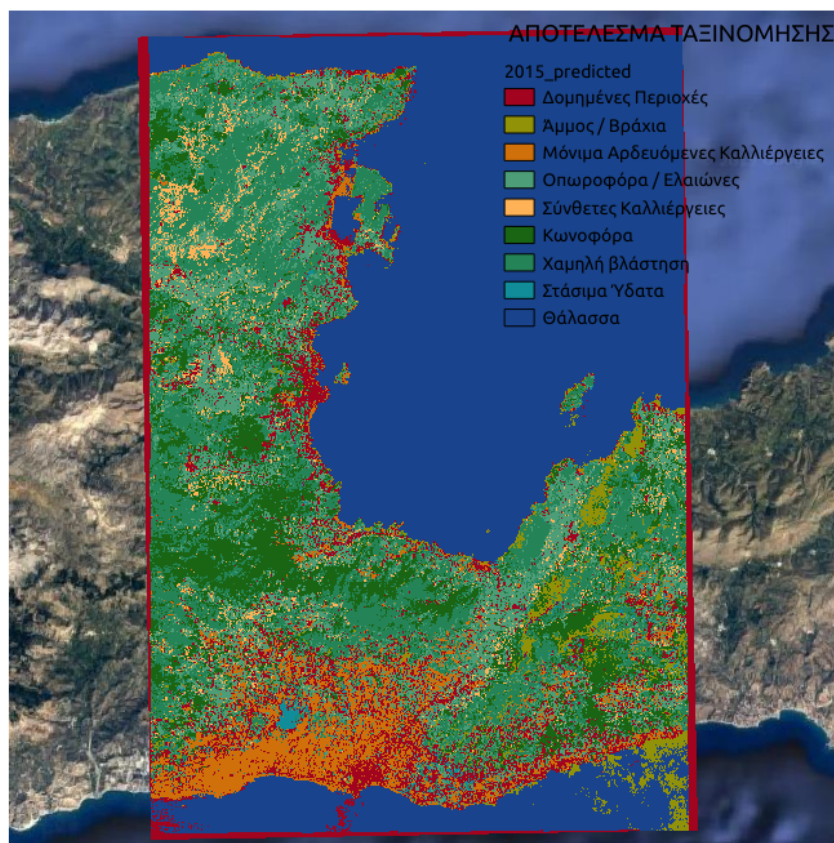 ΑΠΟΤΕΛΕΣΜΑ ΤΑΞΙΝΟΜΗΣΗΣ
2015_predicted
Δομημένες Περιοχές
Άμμος / Βράχια
Μόνιμα Αρδευόμενες Καλλιέργειες
Οπωροφόρα / Ελαιώνες
Σύνθετες Καλλιέργειες
Κωνοφόρα
Χαμηλή βλάστηση
Στάσιμα Ύδατα
Θάλασσα